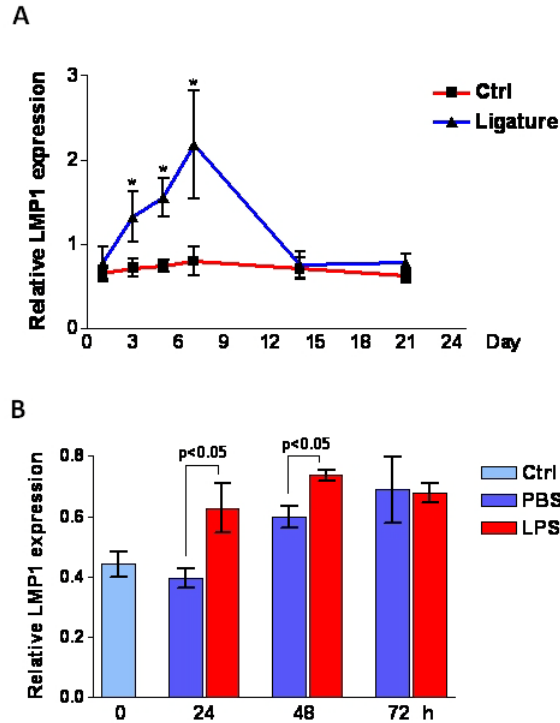 A
Relative LMP1 expression
3
2
1
0
*
*
*
Ctrl
Ligature
0 3 6 9 12 15 18 21 24 Day
B
Relative LMP1 expression
0.8
0.6
0.4
0.2
0.0
p<0.05
p<0.05
Ctrl
PBS
LPS
0 24 48 72 h